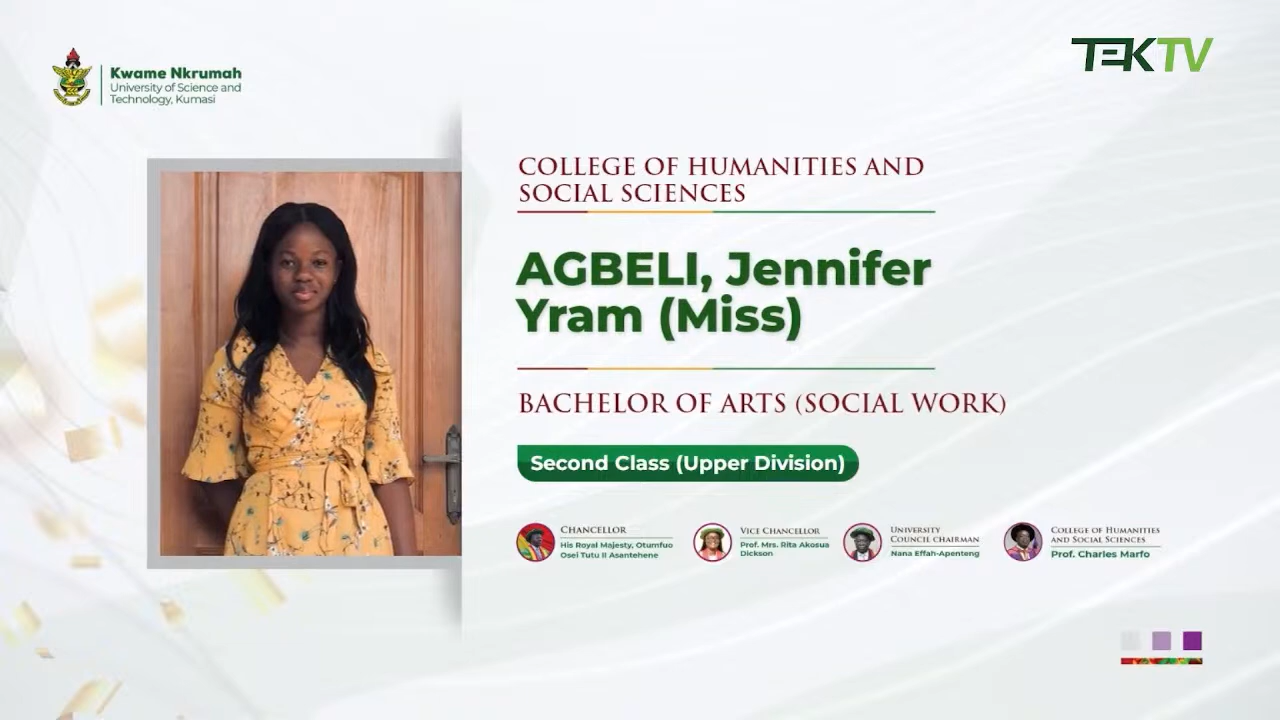 Kwame Nkrumah
University of Science and
Technology, Kumasi
TEKTV
COLLEGE OF HUMANITIES AND
SOCIAL SCIENCES
AGBELI, Jennifer
Yram (Miss)
BACHELOR OF ARTS (SOCIAL WORK)
Second Class (Upper Division)
CHANCELLOR
His Royal Majesty, Otumfuo
Osei Tutu II Asantehene
VICE CHANCELLOR
Prof. Mrs. Rita Akosua
Dickson
UNIVERSITY
COUNCIL CHAIRMAN
Nana Effah-Apenteng
COLLEGE OF HUMANITIES
AND SOCIAL SCIENCES
Prof. Charles Marfo